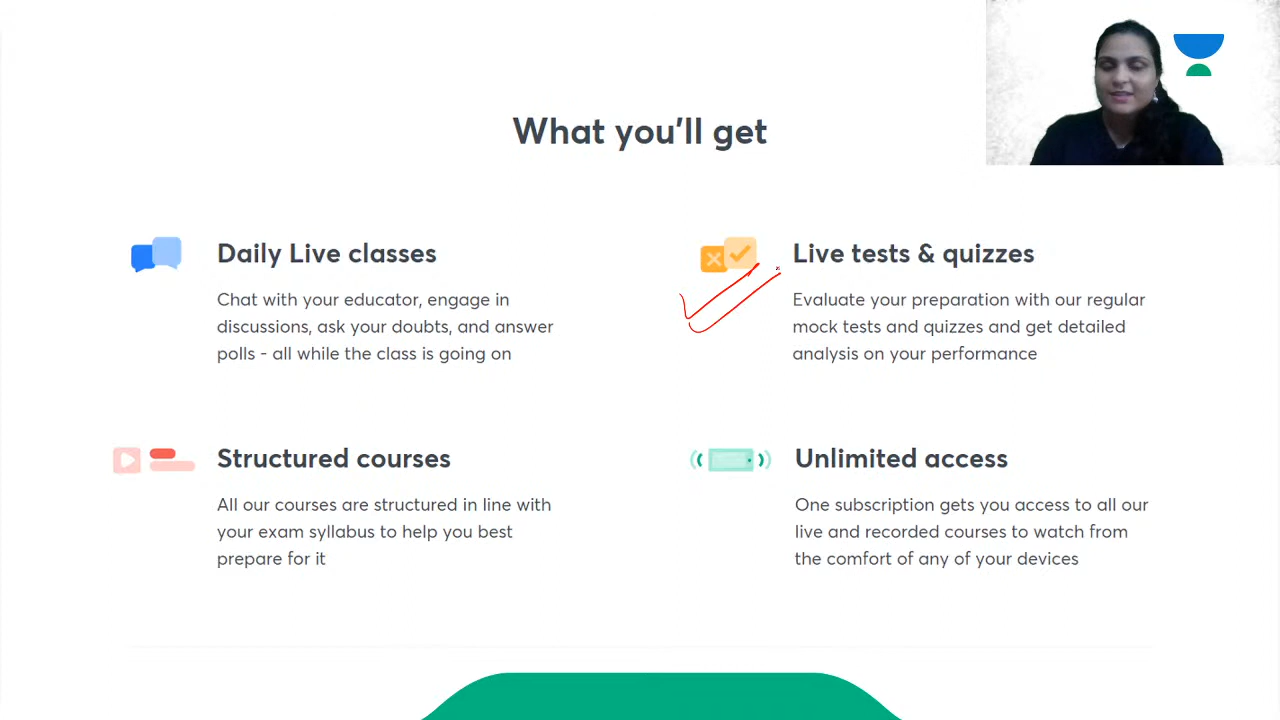 What you'll get
Daily Live classes
Chat with your educator, engage in
discussions, ask your doubts, and answer
polls - all while the class is going on
Live tests & quizzes
Evaluate your preparation with our regular
mock tests and quizzes and get detailed
analysis on your performance
Structured courses
All our courses are structured in line with
your exam syllabus to help you best
prepare for it
Unlimited access
One subscription gets you access to all our
live and recorded courses to watch from
the comfort of any of your devices